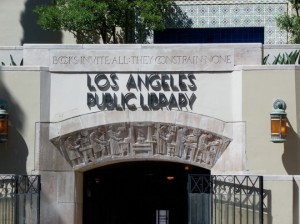 BOOKS INVITE ALL THEY CONSTRAIN NONE
LOS ANGELES
PUBLIC LIBRARY